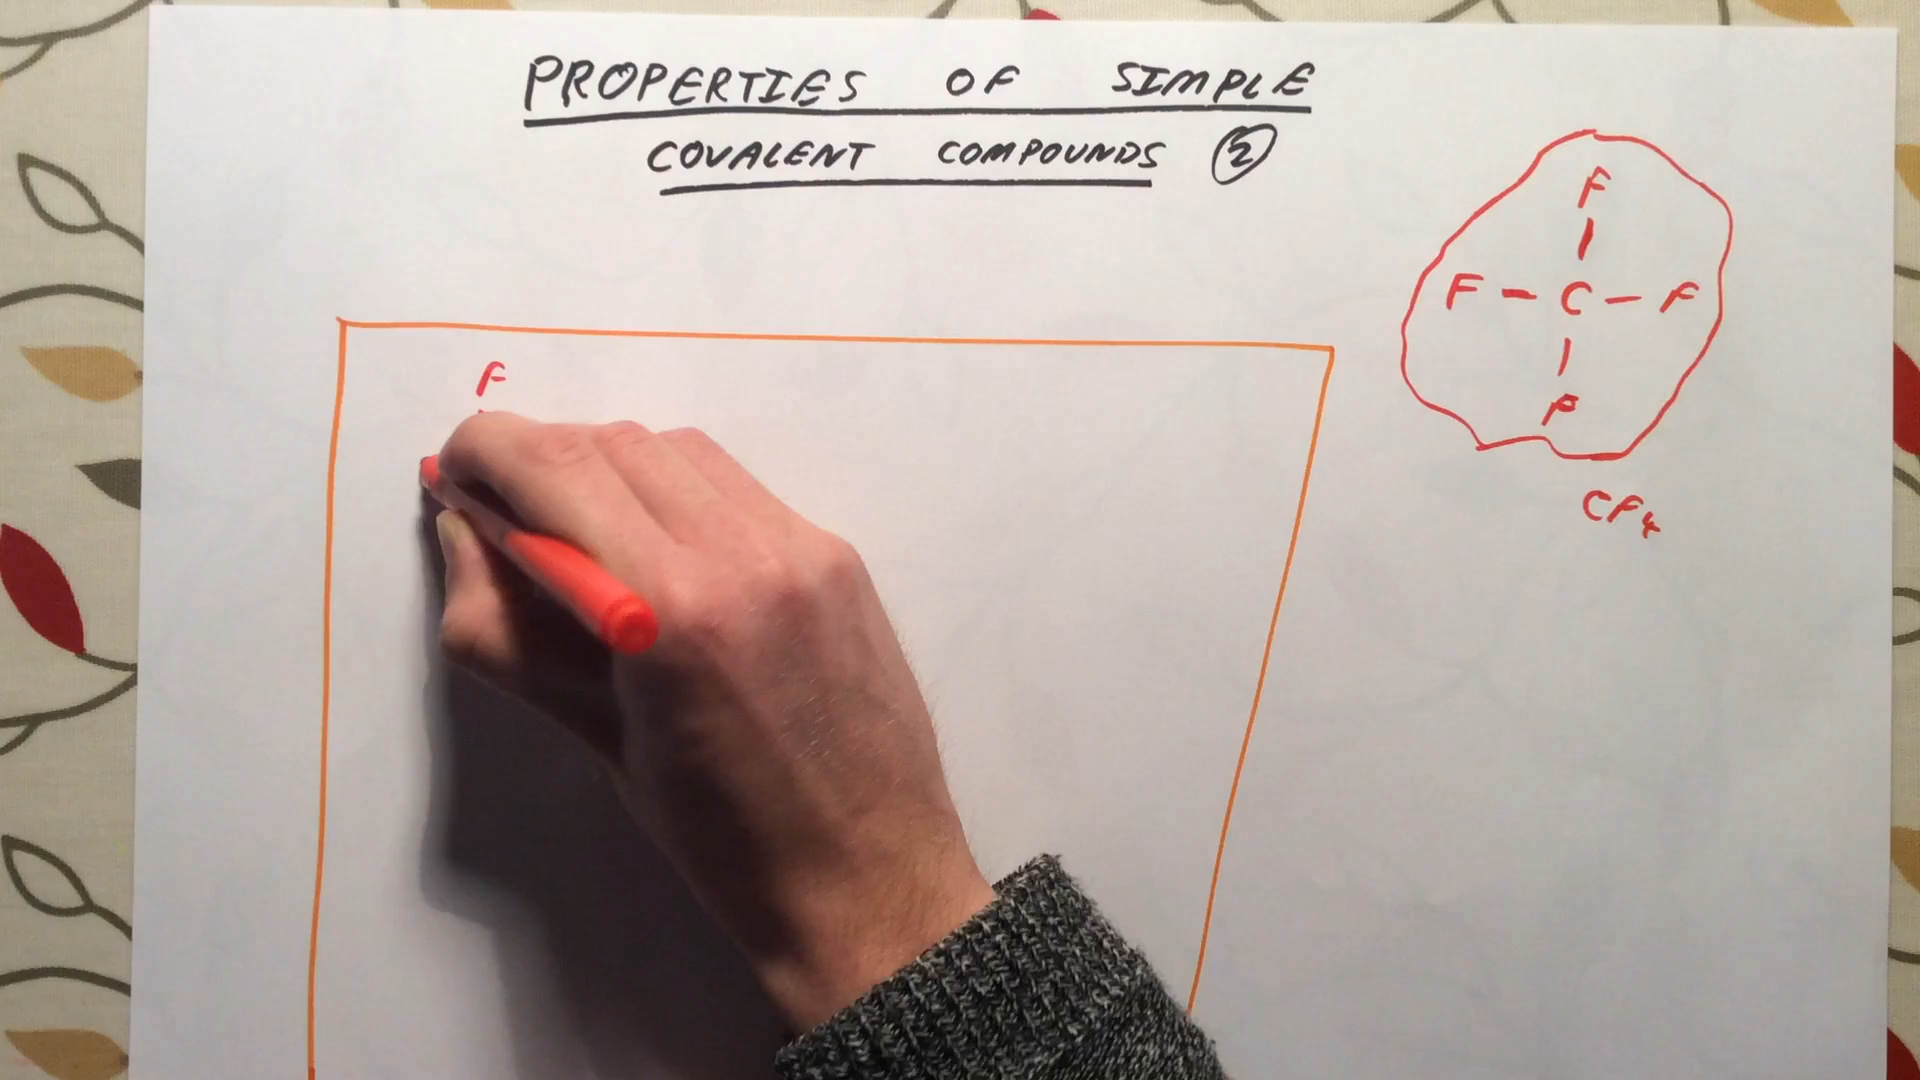 PROPERTIES OF SIMPLE
COVALENT COMPOUNDS ②
F
F - C - F
F
CF₄
F